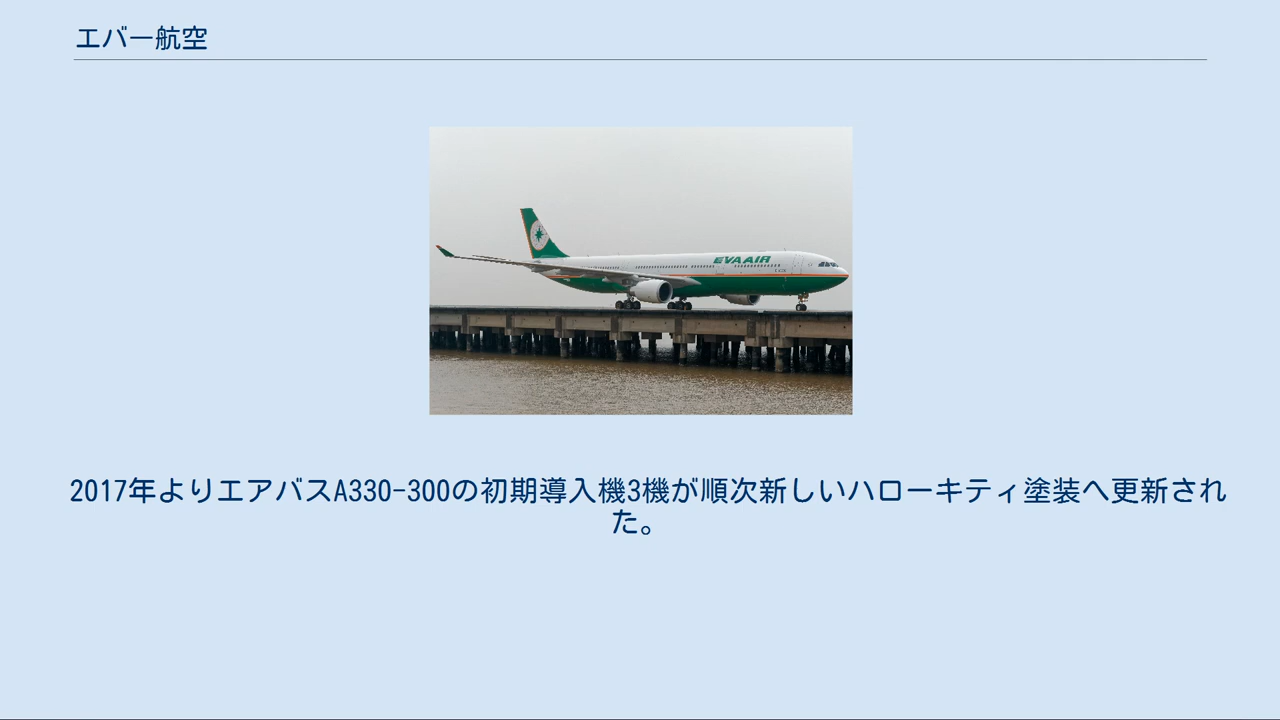 エバー航空
EVA AIR
2017年よりエアバスA330-300の初期導入機3機が順次新しいハローキティ塗装へ更新され
た。